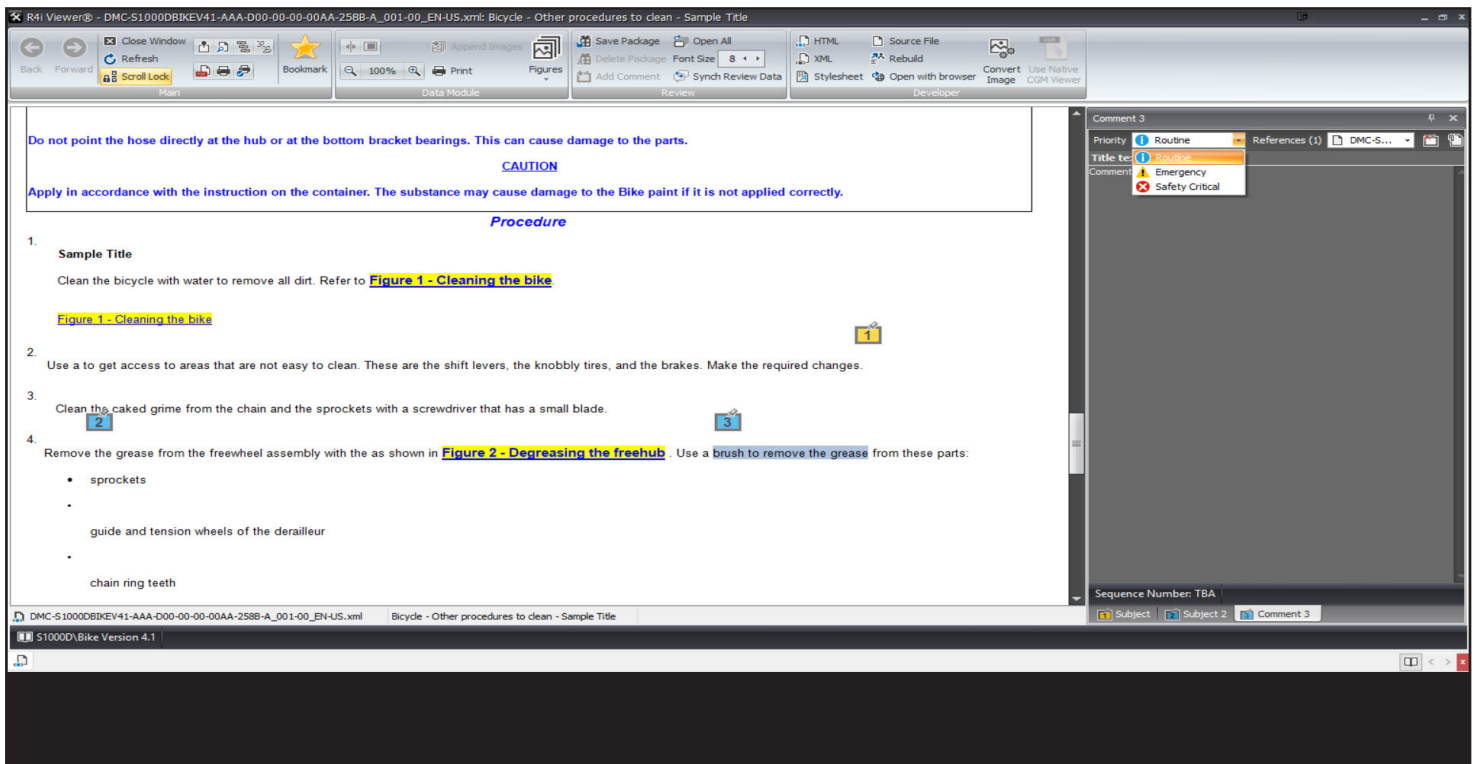 R4i Viewer® - DMC-S1000DBIKEV41-AAA-D00-00-00-00AA-258B-A_001-00_EN-US.xml: Bicycle - Other procedures to clean - Sample Title
Back
Forward
Close Window
Refresh
Scroll Lock
Bookmark
Main
100%
Append Images
Print
Figures
Data Module
Save Package
Open All
Delete Package
Font Size 8
Add Comment
Synch Review Data
Review
HTML
Source File
XML
Rebuild
Stylesheet
Open with browser
Convert Image
Use Native CGM Viewer
Developer
Do not point the hose directly at the hub or at the bottom bracket bearings. This can cause damage to the parts.
CAUTION
Apply in accordance with the instruction on the container. The substance may cause damage to the Bike paint if it is not applied correctly.
Procedure
1.
Sample Title
Clean the bicycle with water to remove all dirt. Refer to Figure 1 - Cleaning the bike.
Figure 1 - Cleaning the bike
1
2.
Use a to get access to areas that are not easy to clean. These are the shift levers, the knobbly tires, and the brakes. Make the required changes.
3.
Clean the caked grime from the chain and the sprockets with a screwdriver that has a small blade.
2
3
4.
Remove the grease from the freewheel assembly with the as shown in Figure 2 - Degreasing the freehub . Use a brush to remove the grease from these parts:
• sprockets
•
guide and tension wheels of the derailleur
•
chain ring teeth
Comment 3
Priority Routine References (1) DMC-S...
Title te
Routine
Comment
Emergency
Safety Critical
Sequence Number: TBA
1 Subject 2 Subject 2 3 Comment 3
DMC-S1000DBIKEV41-AAA-D00-00-00-00AA-258B-A_001-00_EN-US.xml Bicycle - Other procedures to clean - Sample Title
S1000D\Bike Version 4.1